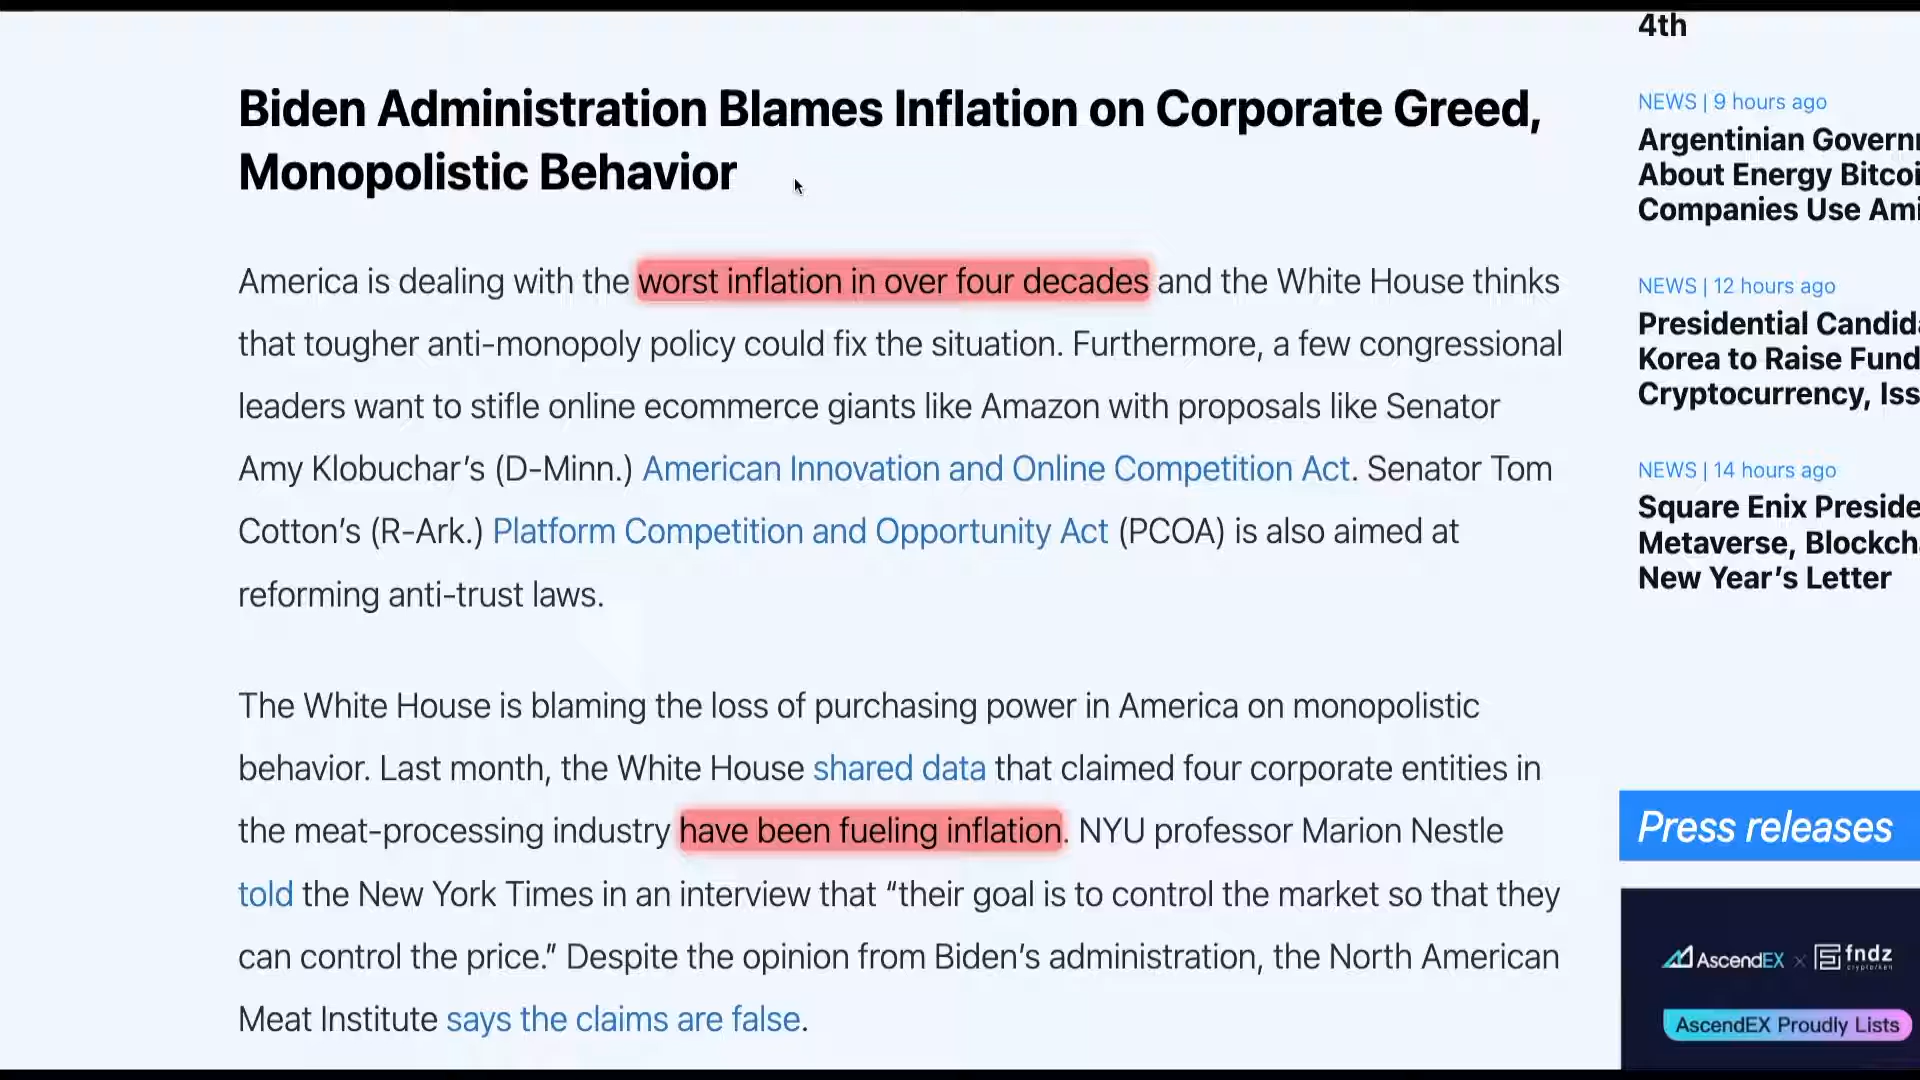 4th
Biden Administration Blames Inflation on Corporate Greed,
Monopolistic Behavior
America is dealing with the worst inflation in over four decades and the White House thinks
that tougher anti-monopoly policy could fix the situation. Furthermore, a few congressional
leaders want to stifle online ecommerce giants like Amazon with proposals like Senator
Amy Klobuchar’s (D-Minn.) American Innovation and Online Competition Act. Senator Tom
Cotton’s (R-Ark.) Platform Competition and Opportunity Act (PCOA) is also aimed at
reforming anti-trust laws.
The White House is blaming the loss of purchasing power in America on monopolistic
behavior. Last month, the White House shared data that claimed four corporate entities in
the meat-processing industry have been fueling inflation. NYU professor Marion Nestle
told the New York Times in an interview that “their goal is to control the market so that they
can control the price.” Despite the opinion from Biden’s administration, the North American
Meat Institute says the claims are false.
NEWS | 9 hours ago
Argentinian Govern
About Energy Bitcoi
Companies Use Ami
NEWS | 12 hours ago
Presidential Candida
Korea to Raise Fund
Cryptocurrency, Iss
NEWS | 14 hours ago
Square Enix Preside
Metaverse, Blockch
New Year’s Letter
Press releases
AscendEX × fndz
AscendEX Proudly Lists